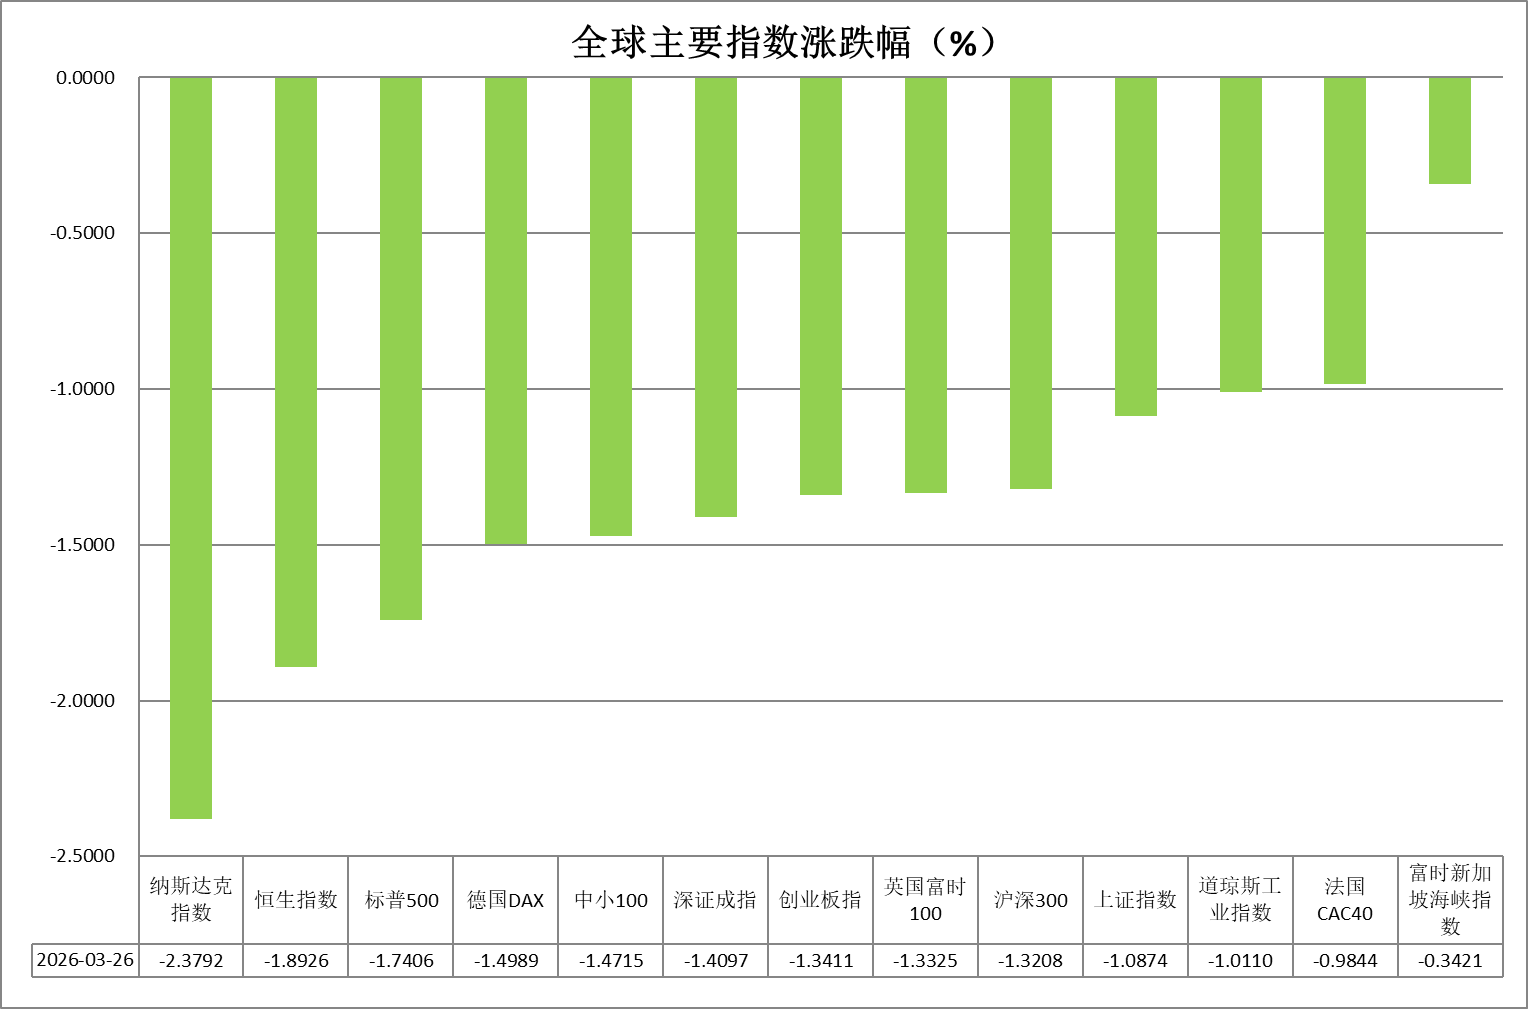 全球主要指数涨跌幅（%）
0.0000
-0.5000
-1.0000
-1.5000
-2.0000
-2.5000
纳斯达克
指数
恒生指数
标普500
德国DAX
中小100
深证成指
创业板指
英国富时
100
沪深300
上证指数
道琼斯工
业指数
法国
CAC40
富时新加
坡海峡指
数
2026-03-26 -2.3792 -1.8926 -1.7406 -1.4989 -1.4715 -1.4097 -1.3411 -1.3325 -1.3208 -1.0874 -1.0110 -0.9844 -0.3421